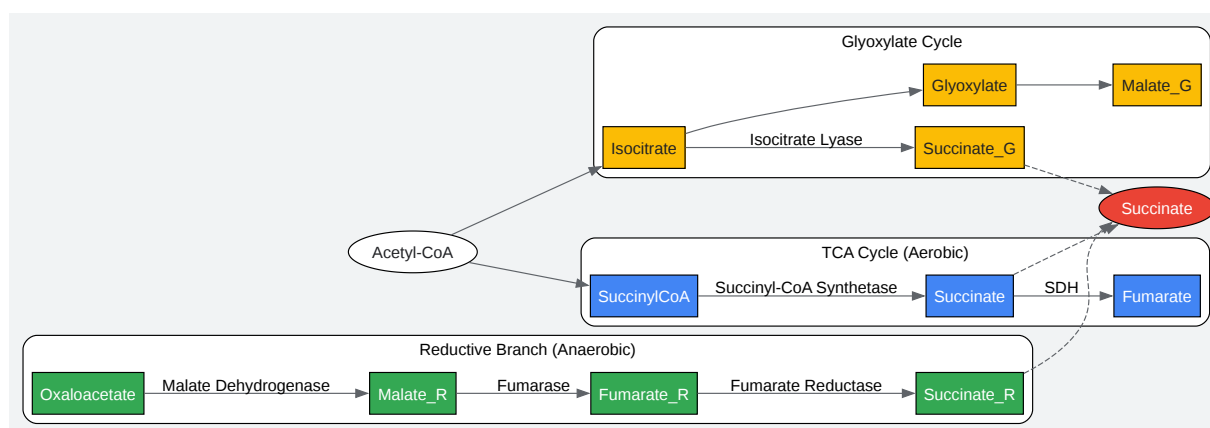 Glyoxylate Cycle
Glyoxylate
Malate_G
Isocitrate
Isocitrate Lyase
Succinate_G
Succinate
Acetyl-CoA
TCA Cycle (Aerobic)
SuccinylCoA
Succinyl-CoA Synthetase
Succinate
SDH
Fumarate
Reductive Branch (Anaerobic)
Oxaloacetate
Malate Dehydrogenase
Malate_R
Fumarase
Fumarate_R
Fumarate Reductase
Succinate_R